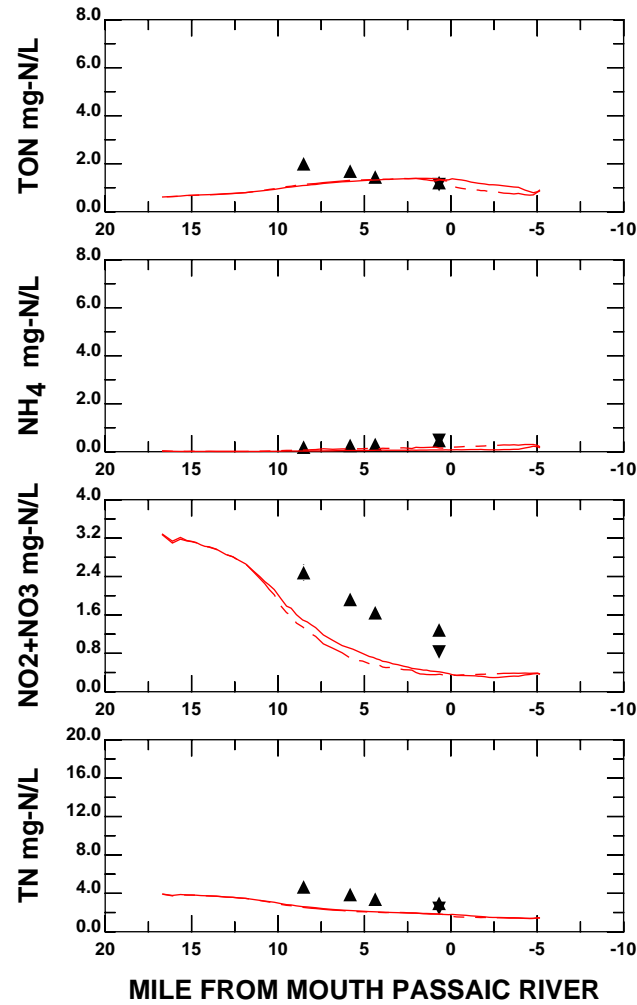 TON mg-N/L
8.0
6.0
4.0
2.0
0.0
20 15 10 5 0 -5 -10
NH4 mg-N/L
8.0
6.0
4.0
2.0
0.0
20 15 10 5 0 -5 -10
NO2+NO3 mg-N/L
4.0
3.2
2.4
1.6
0.8
0.0
20 15 10 5 0 -5 -10
TN mg-N/L
20.0
16.0
12.0
8.0
4.0
0.0
20 15 10 5 0 -5 -10
MILE FROM MOUTH PASSAIC RIVER